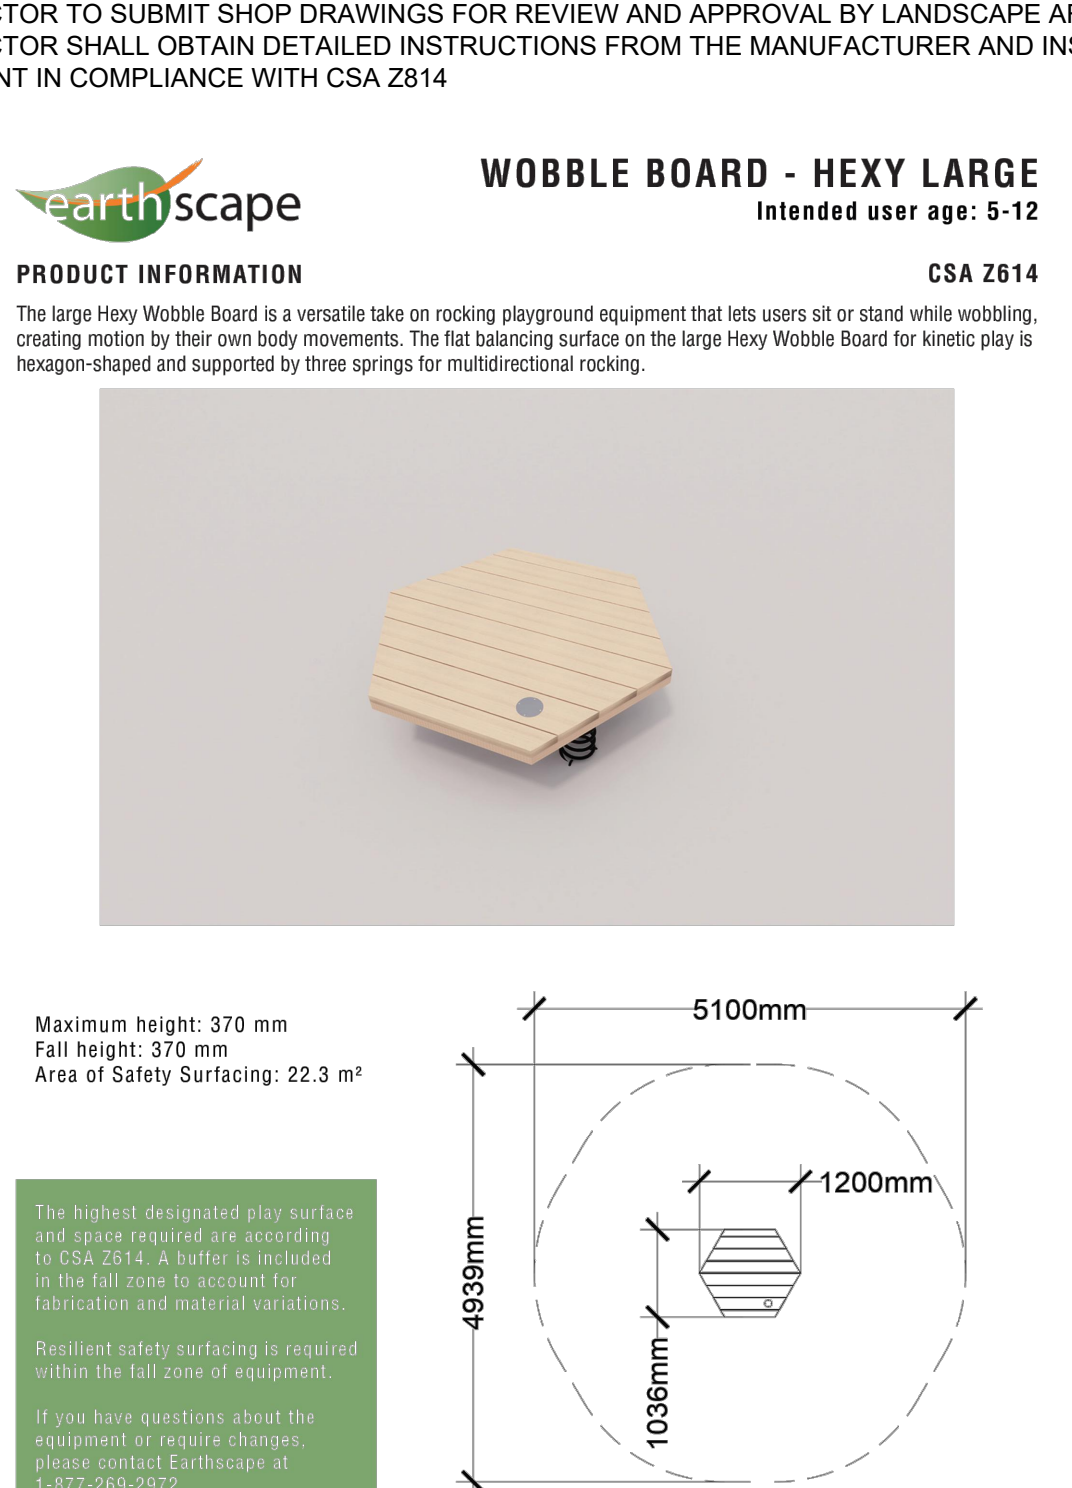 CTOR TO SUBMIT SHOP DRAWINGS FOR REVIEW AND APPROVAL BY LANDSCAPE
CTOR SHALL OBTAIN DETAILED INSTRUCTIONS FROM THE MANUFACTURER AND
NT IN COMPLIANCE WITH CSA Z814
earthscape
WOBBLE BOARD - HEXY LARGE
Intended user age: 5-12
PRODUCT INFORMATION
CSA Z614
The large Hexy Wobble Board is a versatile take on rocking playground equipment that lets users sit or stand while wobbling,
creating motion by their own body movements. The flat balancing surface on the large Hexy Wobble Board for kinetic play is
hexagon-shaped and supported by three springs for multidirectional rocking.
Maximum height: 370 mm
Fall height: 370 mm
Area of Safety Surfacing: 22.3 m²
5100mm
1200mm
4939mm
1036mm
The highest designated play surface
and space required are according
to CSA Z614. A buffer is included
in the fall zone to account for
fabrication and material variations.
Resilient safety surfacing is required
within the fall zone of equipment.
If you have questions about the
equipment or require changes,
please contact Earthscape at
1-877-269-2972